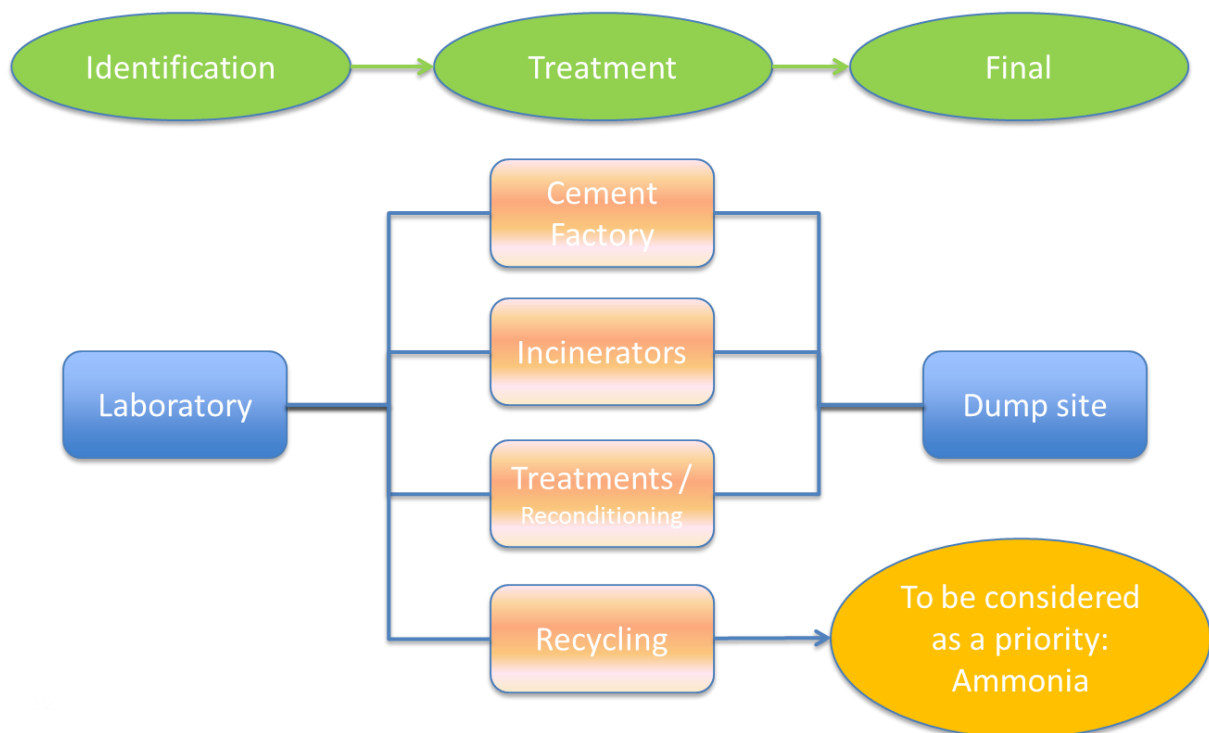 Identification
Treatment
Final
Cement
Factory
Incinerators
Laboratory
Dump site
Treatments /
Reconditioning
Recycling
To be considered
as a priority:
Ammonia